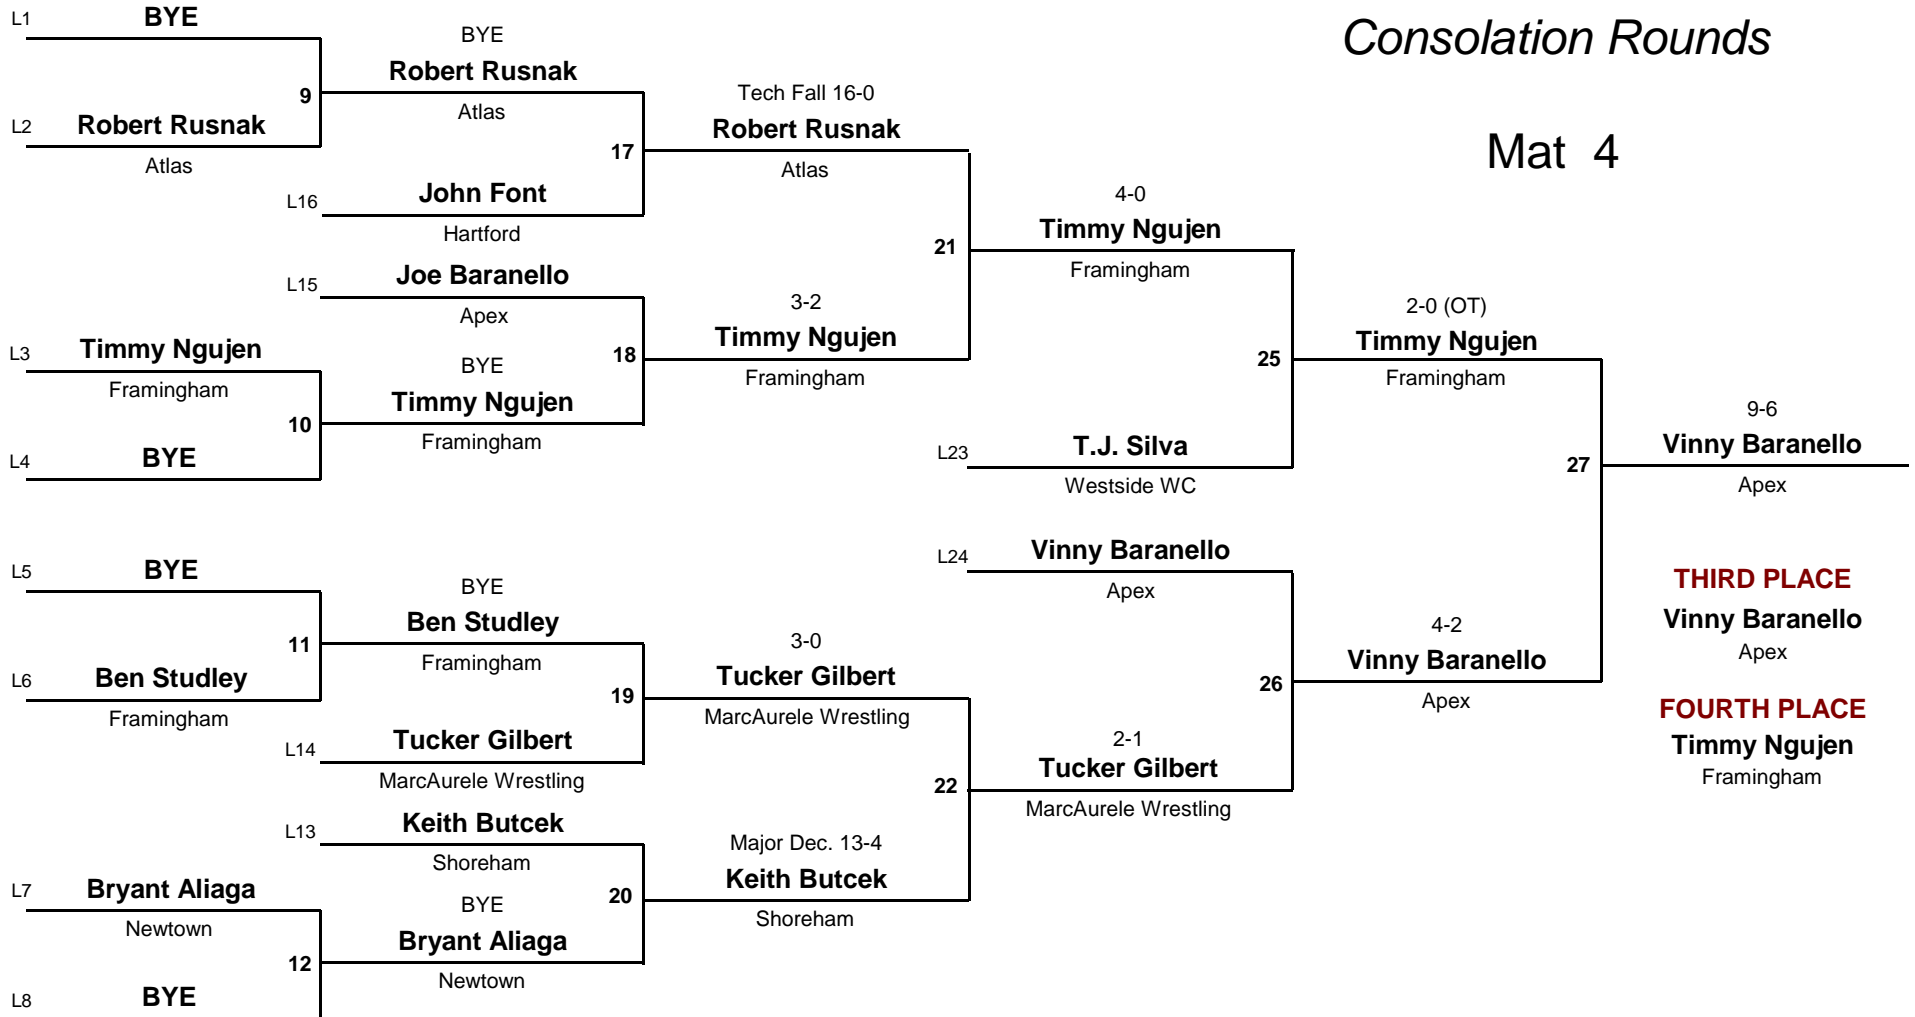 Consolation Rounds
Mat 4
L1 BYE
9
L2 Robert Rusnak
Atlas
L3 Timmy Ngujen
Framingham
10
L4 BYE
L5 BYE
11
L6 Ben Studley
Framingham
L7 Bryant Aliaga
Newtown
12
L8 BYE
BYE
Robert Rusnak
Atlas
17
L16 John Font
Hartford
L15 Joe Baranello
Apex
18
BYE
Timmy Ngujen
Framingham
BYE
Ben Studley
Framingham
19
L14 Tucker Gilbert
MarcAurele Wrestling
L13 Keith Butcek
Shoreham
20
BYE
Bryant Aliaga
Newtown
Tech Fall 16-0
Robert Rusnak
Atlas
21
3-2
Timmy Ngujen
Framingham
3-0
Tucker Gilbert
MarcAurele Wrestling
22
Major Dec. 13-4
Keith Butcek
Shoreham
4-0
Timmy Ngujen
Framingham
25
L23 T.J. Silva
Westside WC
L24 Vinny Baranello
Apex
26
2-1
Tucker Gilbert
MarcAurele Wrestling
2-0 (OT)
Timmy Ngujen
Framingham
27
4-2
Vinny Baranello
Apex
9-6
Vinny Baranello
Apex
THIRD PLACE
Vinny Baranello
Apex
FOURTH PLACE
Timmy Ngujen
Framingham